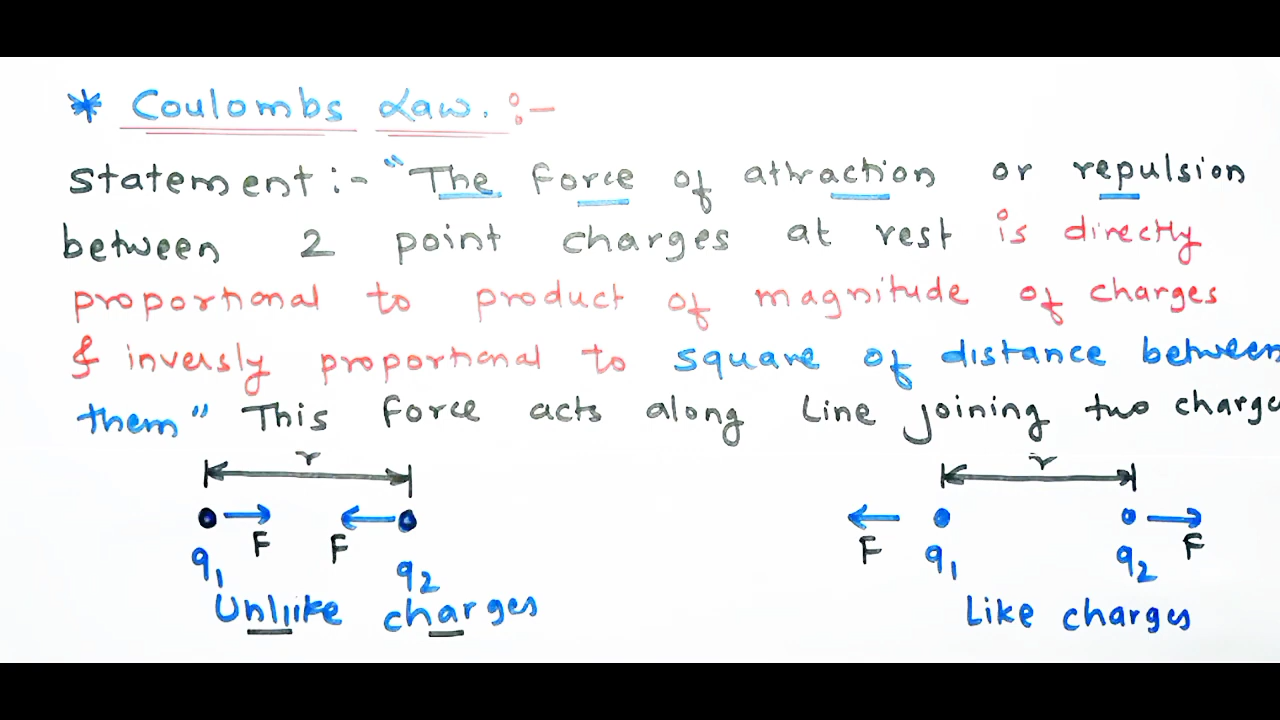 * Coulombs Law. :-
Statement :- "The force of attraction or repulsion
between 2 point charges at rest is directly
proportional to product of magnitude of charges
& inversly proportional to square of distance between
them" This force acts along Line joining two charge
r r
F F F F
q1 q2 q1 q2
Unlike charges Like charges